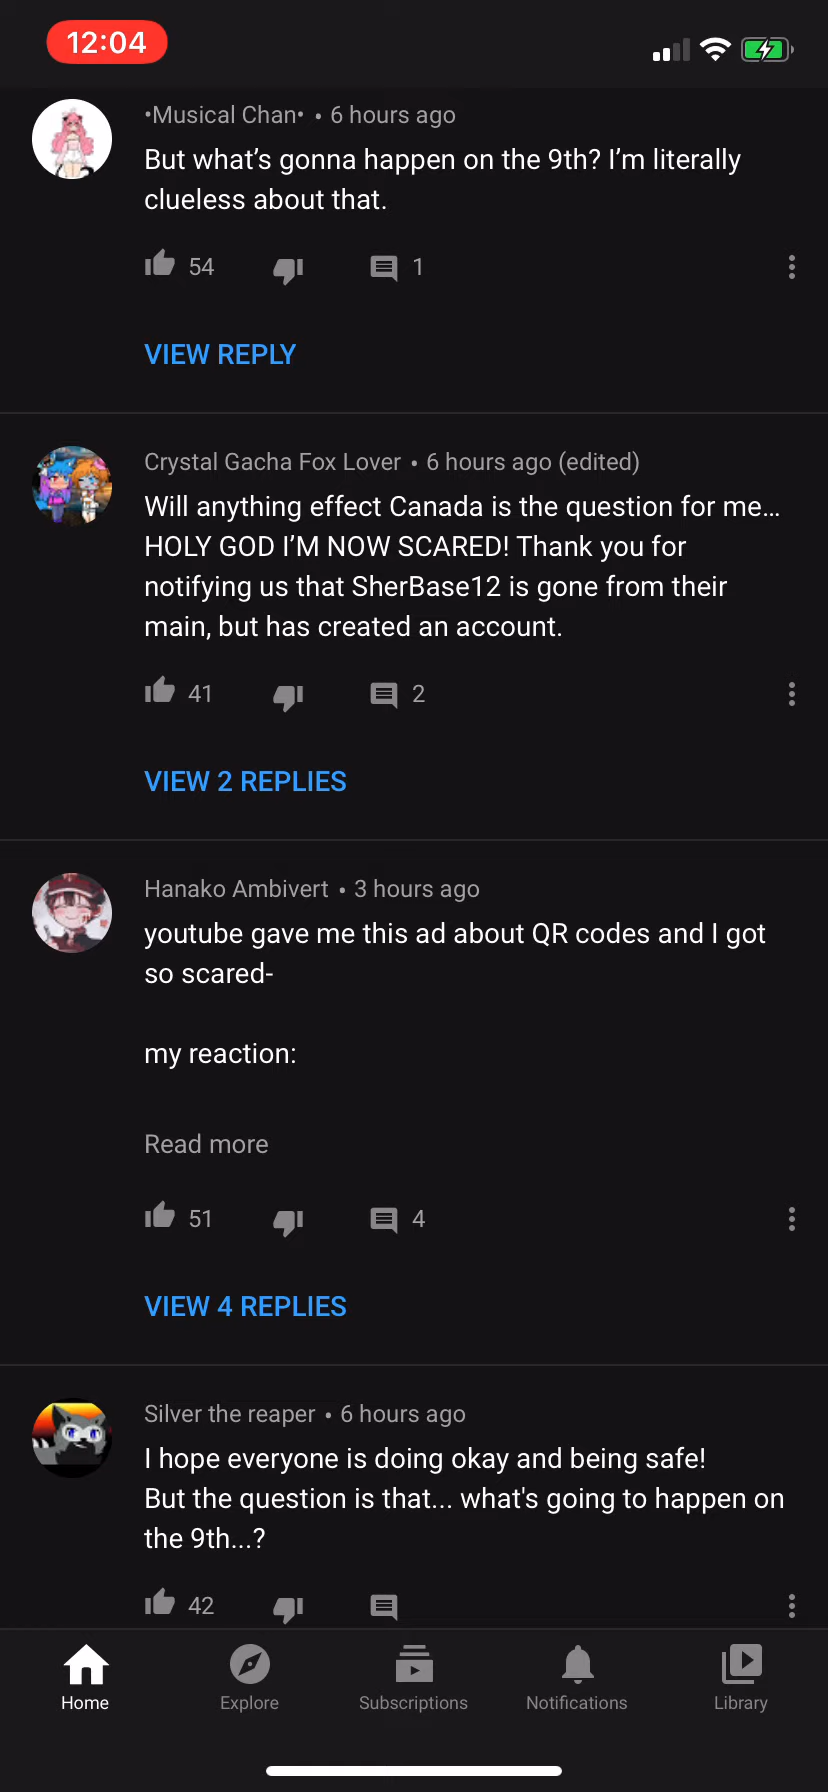 12:04
•Musical Chan• • 6 hours ago
But what’s gonna happen on the 9th? I’m literally
clueless about that.
54
1
VIEW REPLY
Crystal Gacha Fox Lover • 6 hours ago (edited)
Will anything effect Canada is the question for me…
HOLY GOD I’M NOW SCARED! Thank you for
notifying us that SherBase12 is gone from their
main, but has created an account.
41
2
VIEW 2 REPLIES
Hanako Ambivert • 3 hours ago
youtube gave me this ad about QR codes and I got
so scared-
my reaction:
Read more
51
4
VIEW 4 REPLIES
Silver the reaper • 6 hours ago
I hope everyone is doing okay and being safe!
But the question is that... what's going to happen on
the 9th...?
42
Home
Explore
Subscriptions
Notifications
Library